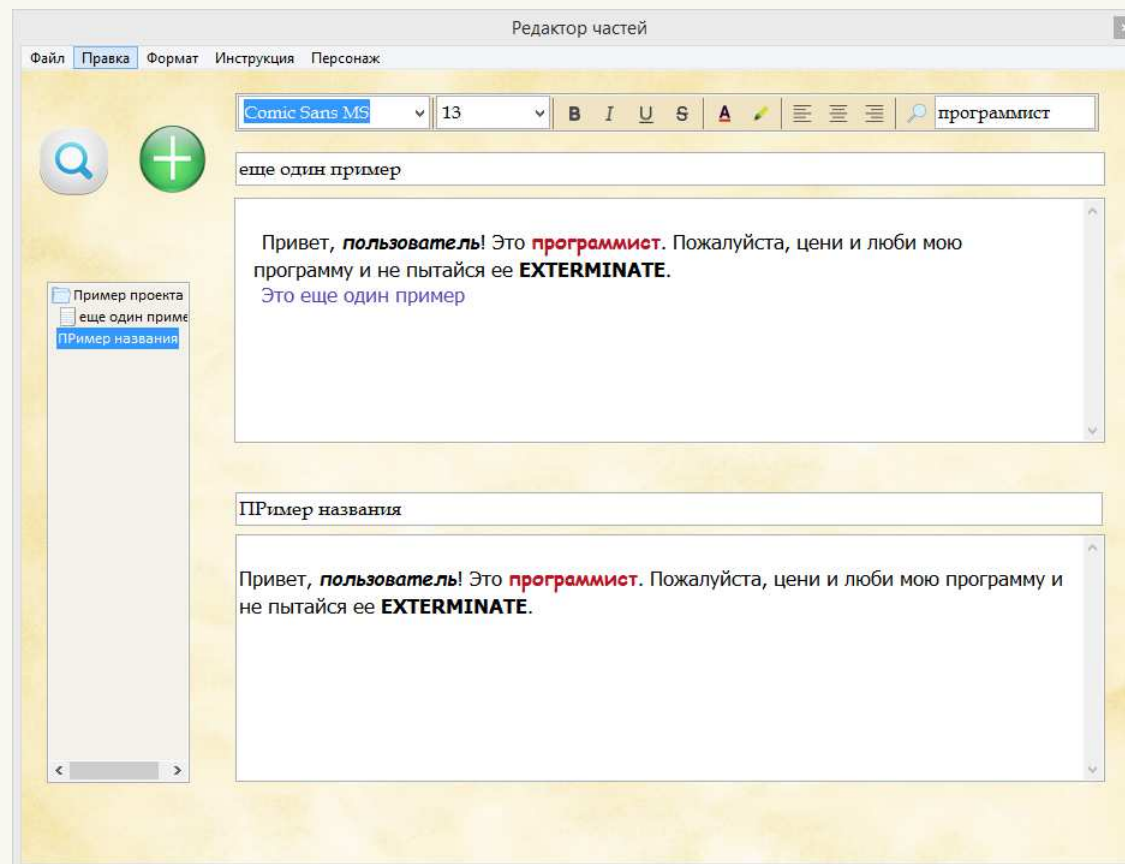 Редактор частей
Файл Правка Формат Инструкция Персонаж
Comic Sans MS 13 B I U S A программист
еще один пример
Привет, пользователь! Это программист. Пожалуйста, цени и люби мою
программу и не пытайся ее EXTERMINATE.
Это еще один пример
Пример проекта
еще один приме
ПРимер названия
ПРимер названия
Привет, пользователь! Это программист. Пожалуйста, цени и люби мою программу и
не пытайся ее EXTERMINATE.